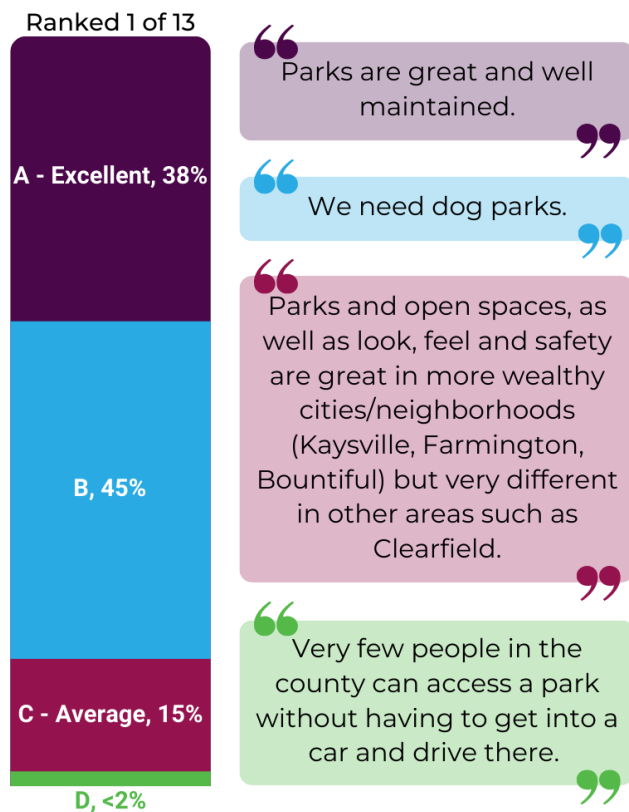 Ranked 1 of 13
A - Excellent, 38%
B, 45%
C - Average, 15%
D, <2%
“
Parks are great and well
maintained.
”
“
We need dog parks.
”
“
Parks and open spaces, as
well as look, feel and safety
are great in more wealthy
cities/neighborhoods
(Kaysville, Farmington,
Bountiful) but very different
in other areas such as
Clearfield.
”
“
Very few people in the
county can access a park
without having to get into a
car and drive there.
”